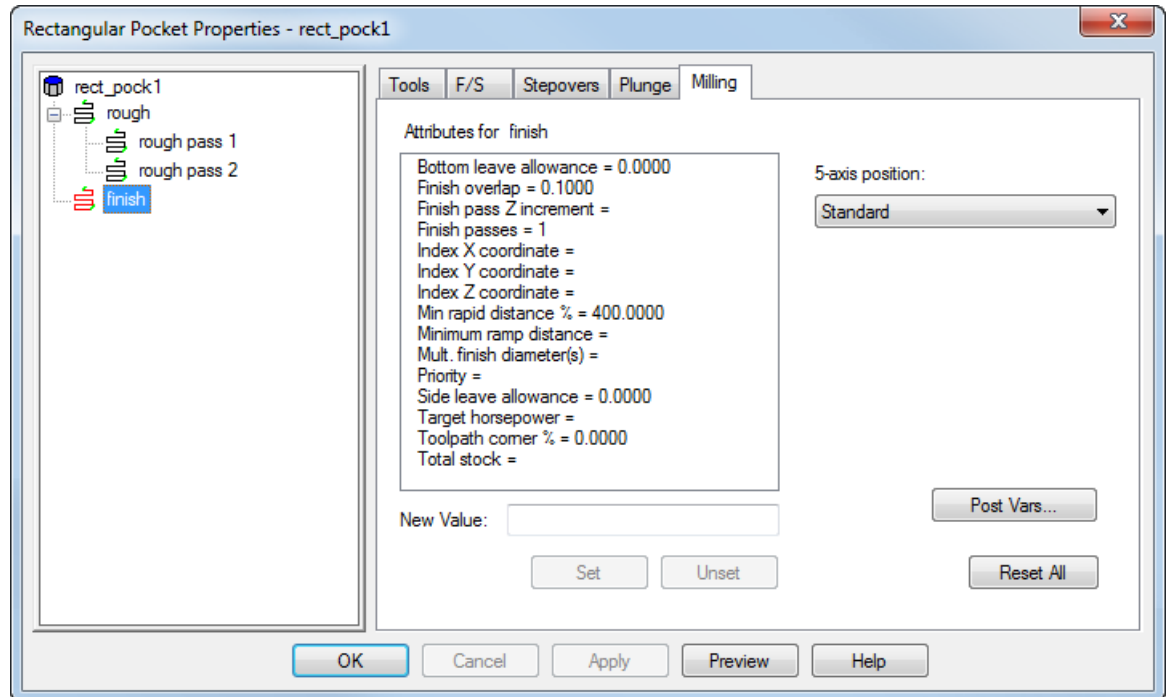 Rectangular Pocket Properties - rect_pock1
rect_pock1
rough
rough pass 1
rough pass 2
finish
Tools F/S Stepovers Plunge Milling
Attributes for finish
Bottom leave allowance = 0.0000
Finish overlap = 0.1000
Finish pass Z increment =
Finish passes = 1
Index X coordinate =
Index Y coordinate =
Index Z coordinate =
Min rapid distance % = 400.0000
Minimum ramp distance =
Mult. finish diameter(s) =
Priority =
Side leave allowance = 0.0000
Target horsepower =
Toolpath corner % = 0.0000
Total stock =
5-axis position:
Standard
New Value:
Set Unset
Post Vars...
Reset All
OK Cancel Apply Preview Help